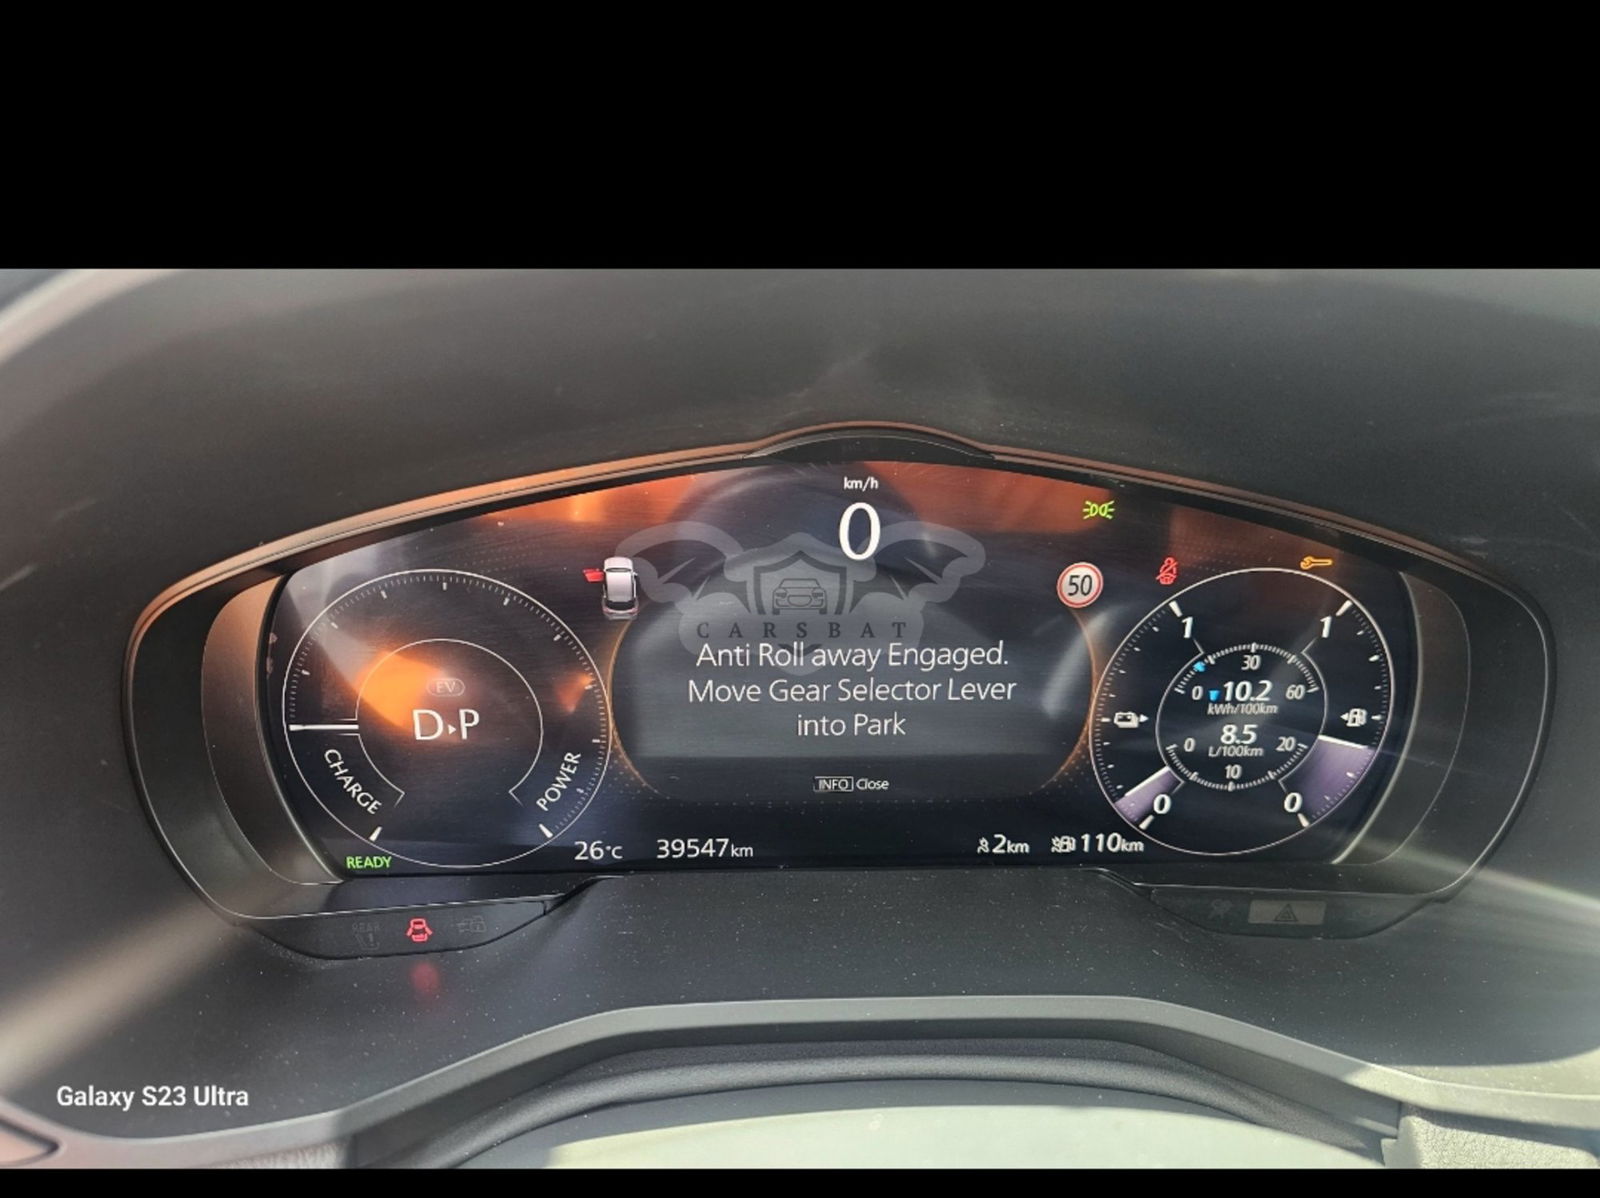 km/h
0
50
CARSBAT
Anti Roll away Engaged.
Move Gear Selector Lever
into Park
INFO Close
EV
D▸P
CHARGE
POWER
READY
26°C
39547km
2km
110km
1
1
30
0
10.2
60
kWh/100km
8.5
L/100km
0
20
10
0
0
REAR
Galaxy S23 Ultra